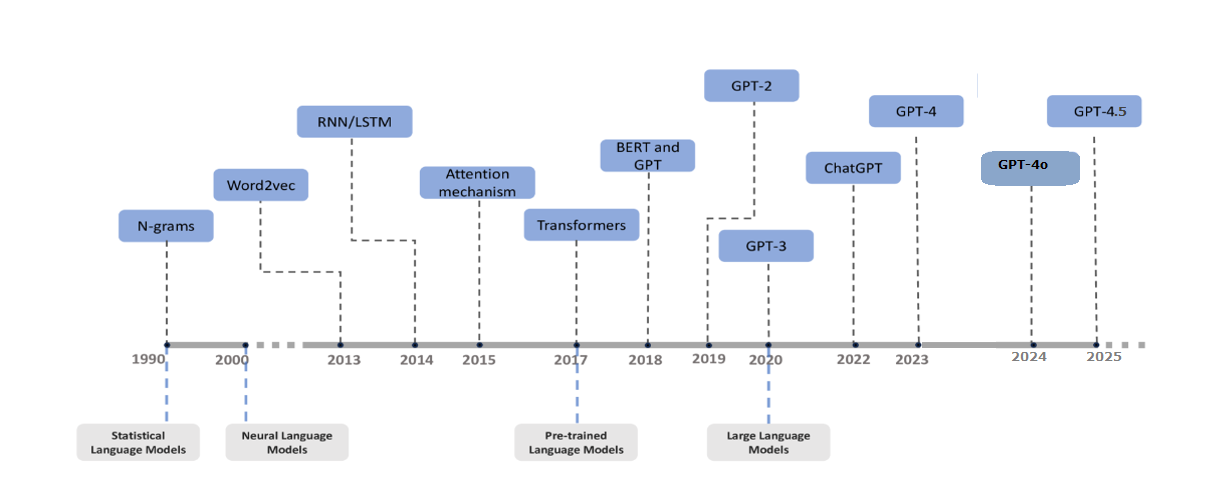 GPT-2
GPT-4
GPT-4.5
RNN/LSTM
BERT and
GPT
ChatGPT
GPT-4o
Attention
mechanism
Word2vec
N-grams
Transformers
GPT-3
1990
2000
2013
2014
2015
2017
2018
2019
2020
2022
2023
2024
2025
Statistical
Language Models
Neural Language
Models
Pre-trained
Language Models
Large Language
Models